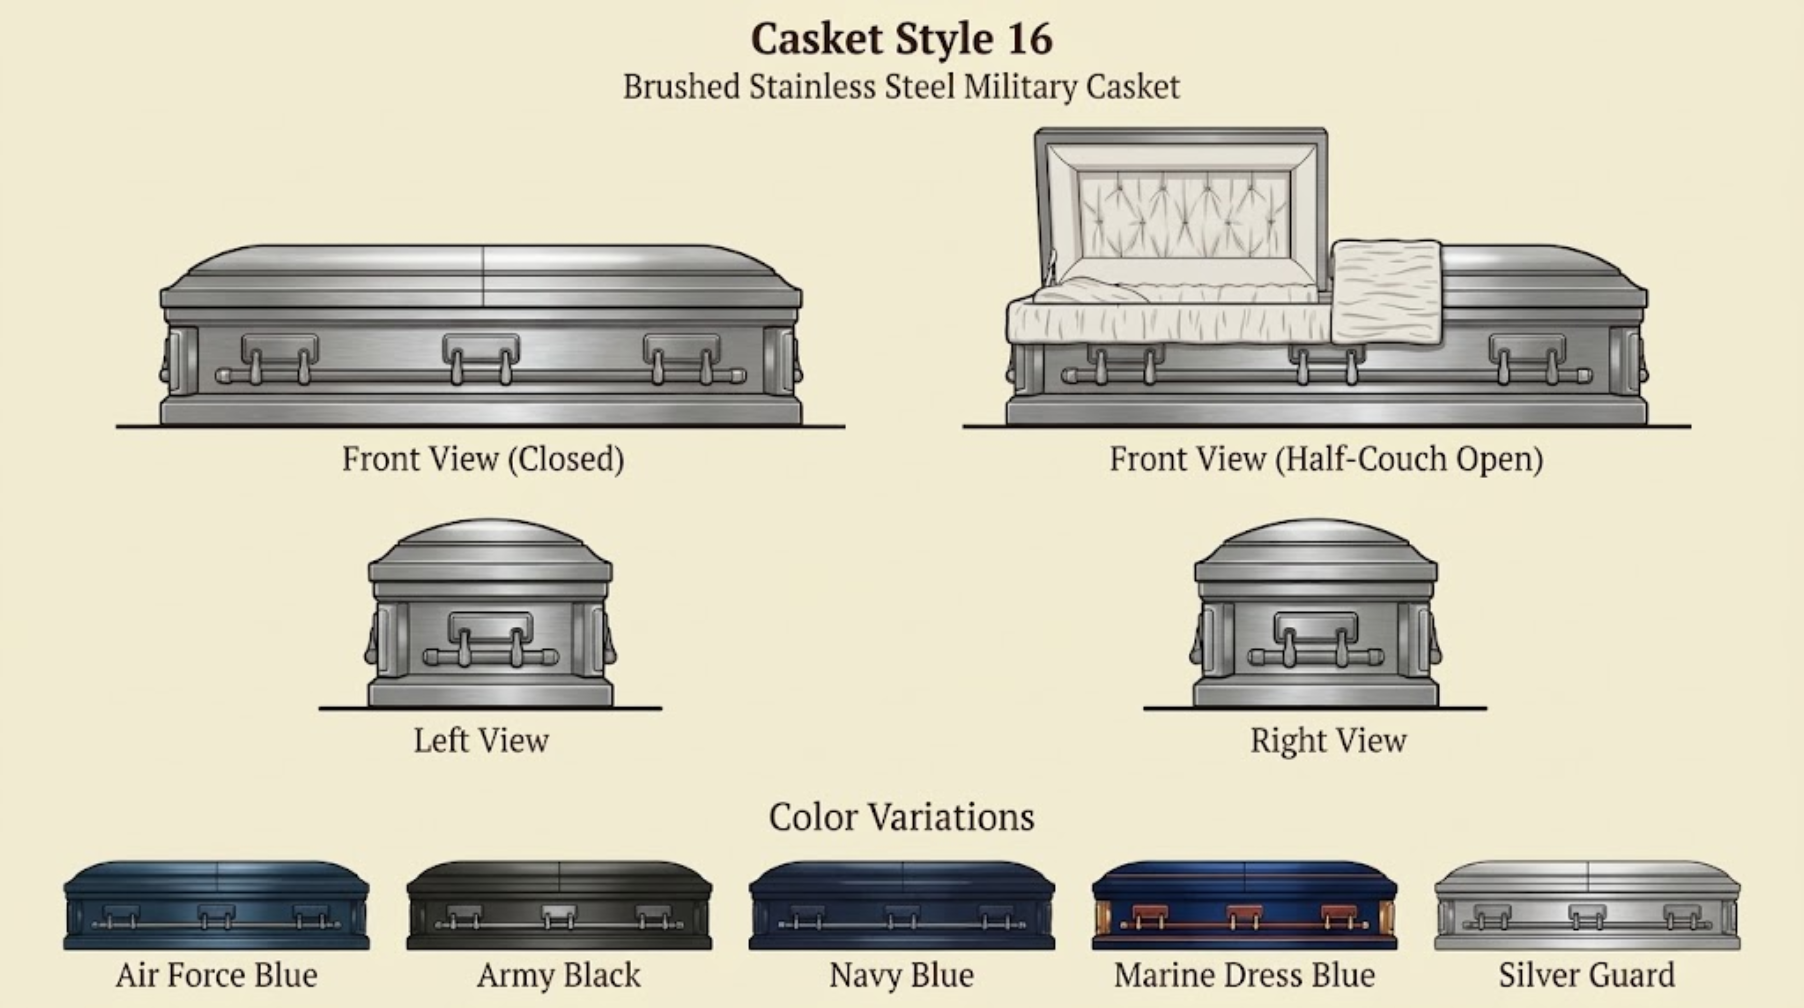 Casket Style 16
Brushed Stainless Steel Military Casket
Front View (Closed)
Front View (Half-Couch Open)
Left View
Right View
Color Variations
Air Force Blue
Army Black
Navy Blue
Marine Dress Blue
Silver Guard